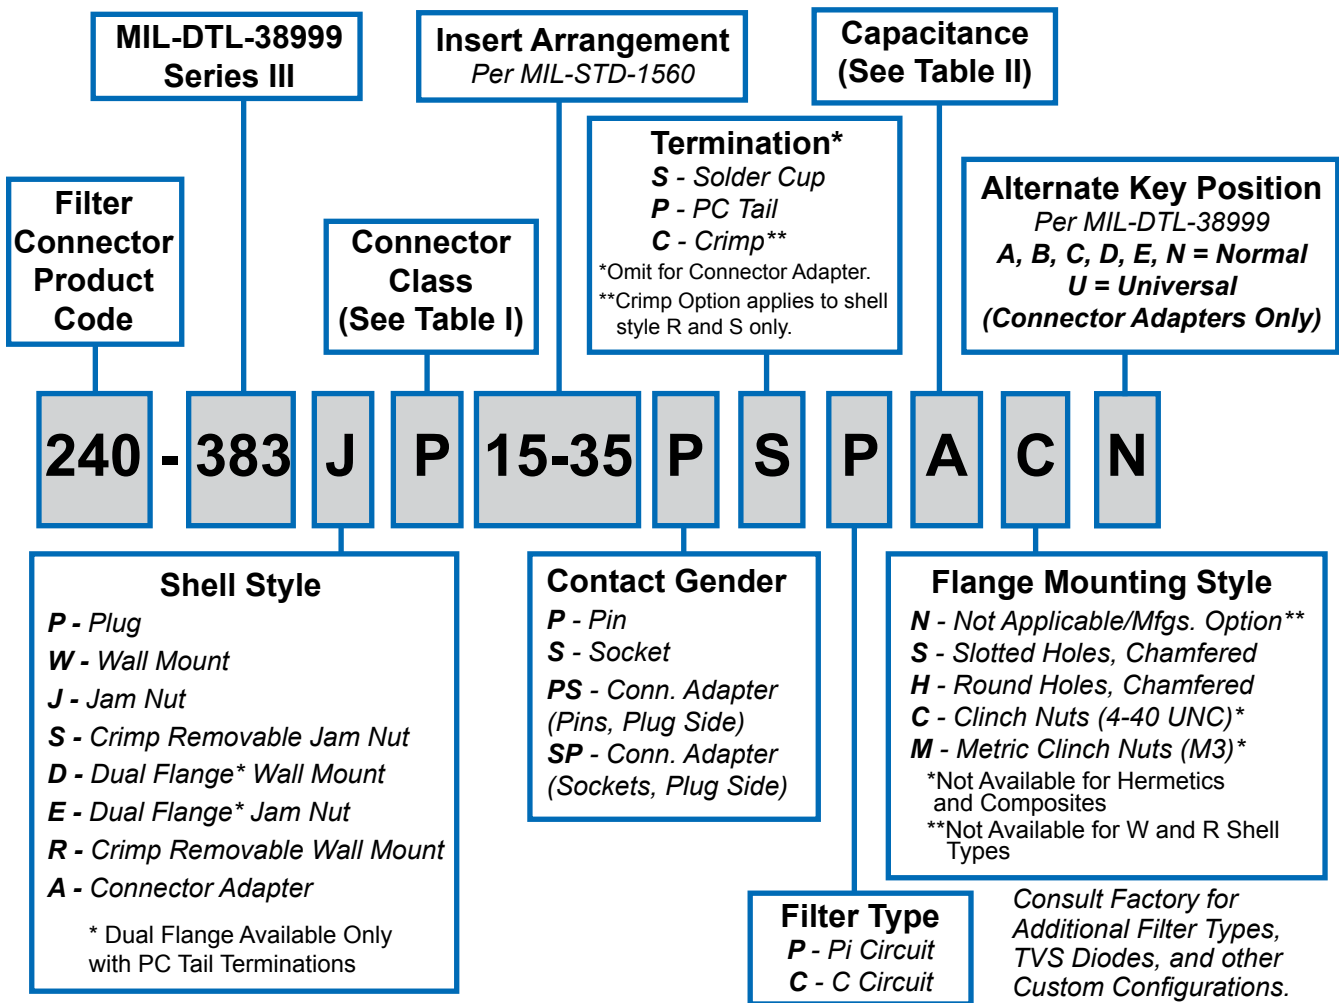 MIL-DTL-38999
Series III
Insert Arrangement
Per MIL-STD-1560
Capacitance
(See Table II)
Filter
Connector
Product
Code
Connector
Class
(See Table I)
Termination*
S - Solder Cup
P - PC Tail
C - Crimp**
*Omit for Connector Adapter.
**Crimp Option applies to shell
style R and S only.
Alternate Key Position
Per MIL-DTL-38999
A, B, C, D, E, N = Normal
U = Universal
(Connector Adapters Only)
240 - 383 J P 15-35 P S P A C N
Shell Style
P - Plug
W - Wall Mount
J - Jam Nut
S - Crimp Removable Jam Nut
D - Dual Flange* Wall Mount
E - Dual Flange* Jam Nut
R - Crimp Removable Wall Mount
A - Connector Adapter
* Dual Flange Available Only
with PC Tail Terminations
Contact Gender
P - Pin
S - Socket
PS - Conn. Adapter
(Pins, Plug Side)
SP - Conn. Adapter
(Sockets, Plug Side)
Filter Type
P - Pi Circuit
C - C Circuit
Flange Mounting Style
N - Not Applicable/Mfgs. Option**
S - Slotted Holes, Chamfered
H - Round Holes, Chamfered
C - Clinch Nuts (4-40 UNC)*
M - Metric Clinch Nuts (M3)*
*Not Available for Hermetics
and Composites
**Not Available for W and R Shell
Types
Consult Factory for
Additional Filter Types,
TVS Diodes, and other
Custom Configurations.